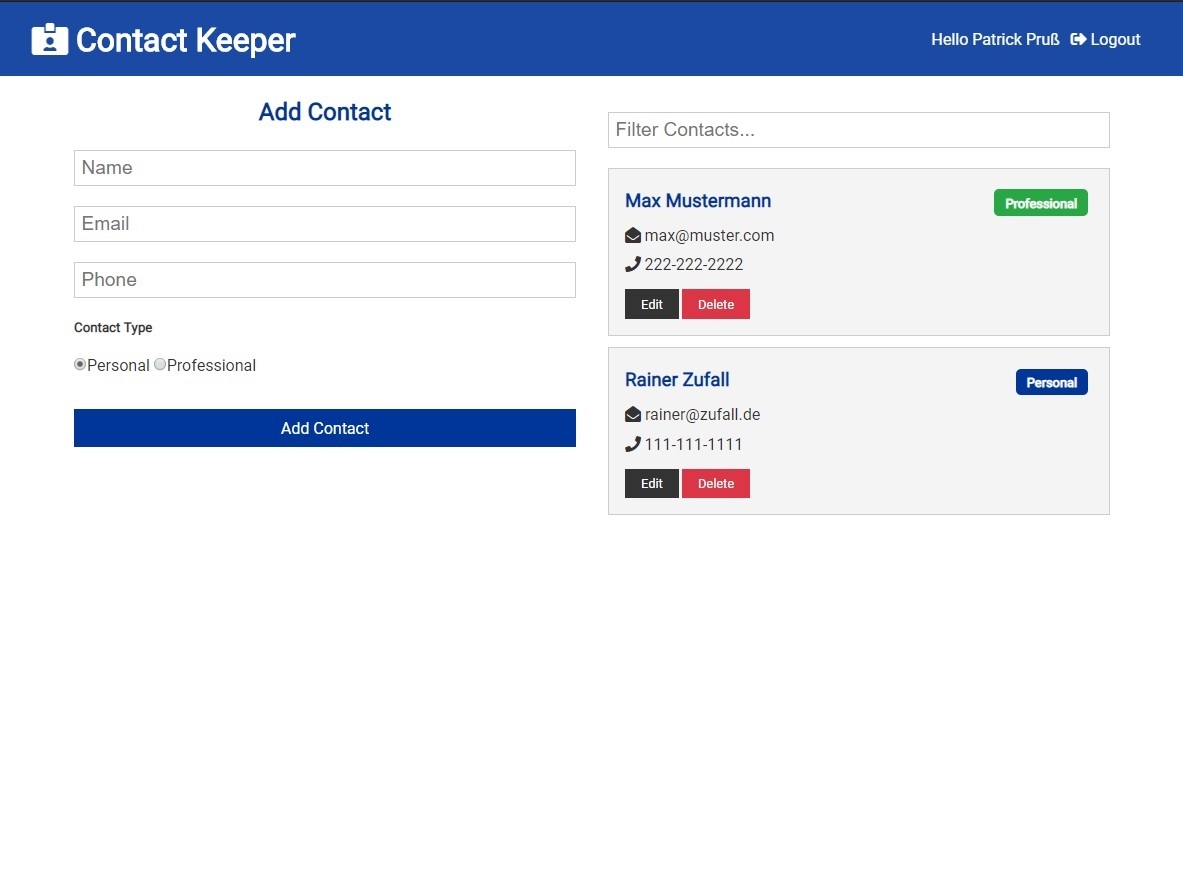 Contact Keeper
Hello Patrick Pruß Logout
Add Contact
Name
Email
Phone
Contact Type
Personal Professional
Add Contact
Filter Contacts...
Max Mustermann Professional
max@muster.com
222-222-2222
Edit Delete
Rainer Zufall Personal
rainer@zufall.de
111-111-1111
Edit Delete